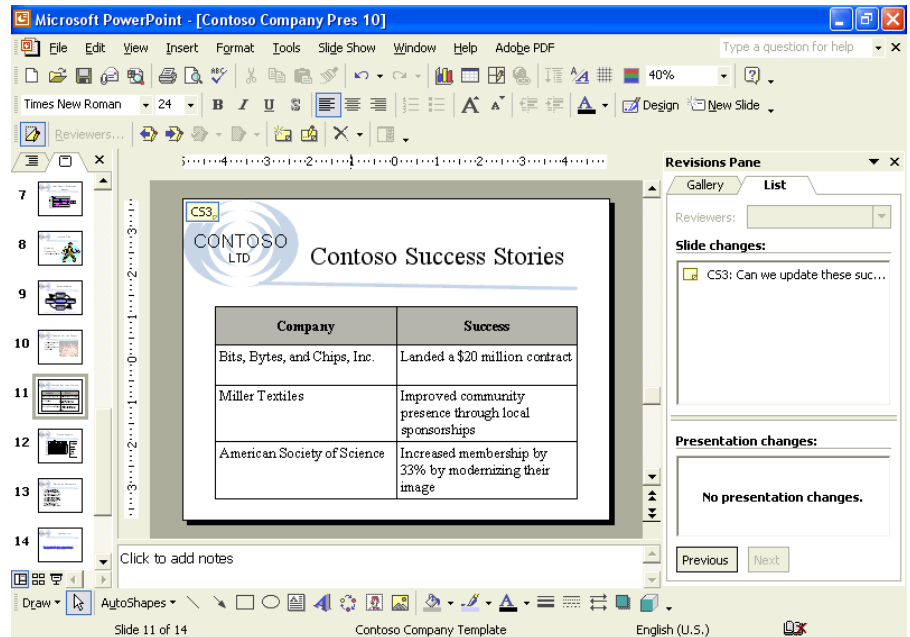 Microsoft PowerPoint - [Contoso Company Pres 10]
File Edit View Insert Format Tools Slide Show Window Help Adobe PDF Type a question for help
40%
Times New Roman 24 B I U S A A A Design New Slide
Reviewers...
Revisions Pane
Gallery List
Reviewers:
Slide changes:
CS3: Can we update these suc...
Presentation changes:
No presentation changes.
Previous Next
7
8
9
10
11
12
13
14
CS3
CONTOSO
LTD
Contoso Success Stories
Company Success
Bits, Bytes, and Chips, Inc. Landed a $20 million contract
Miller Textiles Improved community
presence through local
sponsorships
American Society of Science Increased membership by
33% by modernizing their
image
Click to add notes
Draw AutoShapes
Slide 11 of 14 Contoso Company Template English (U.S.)